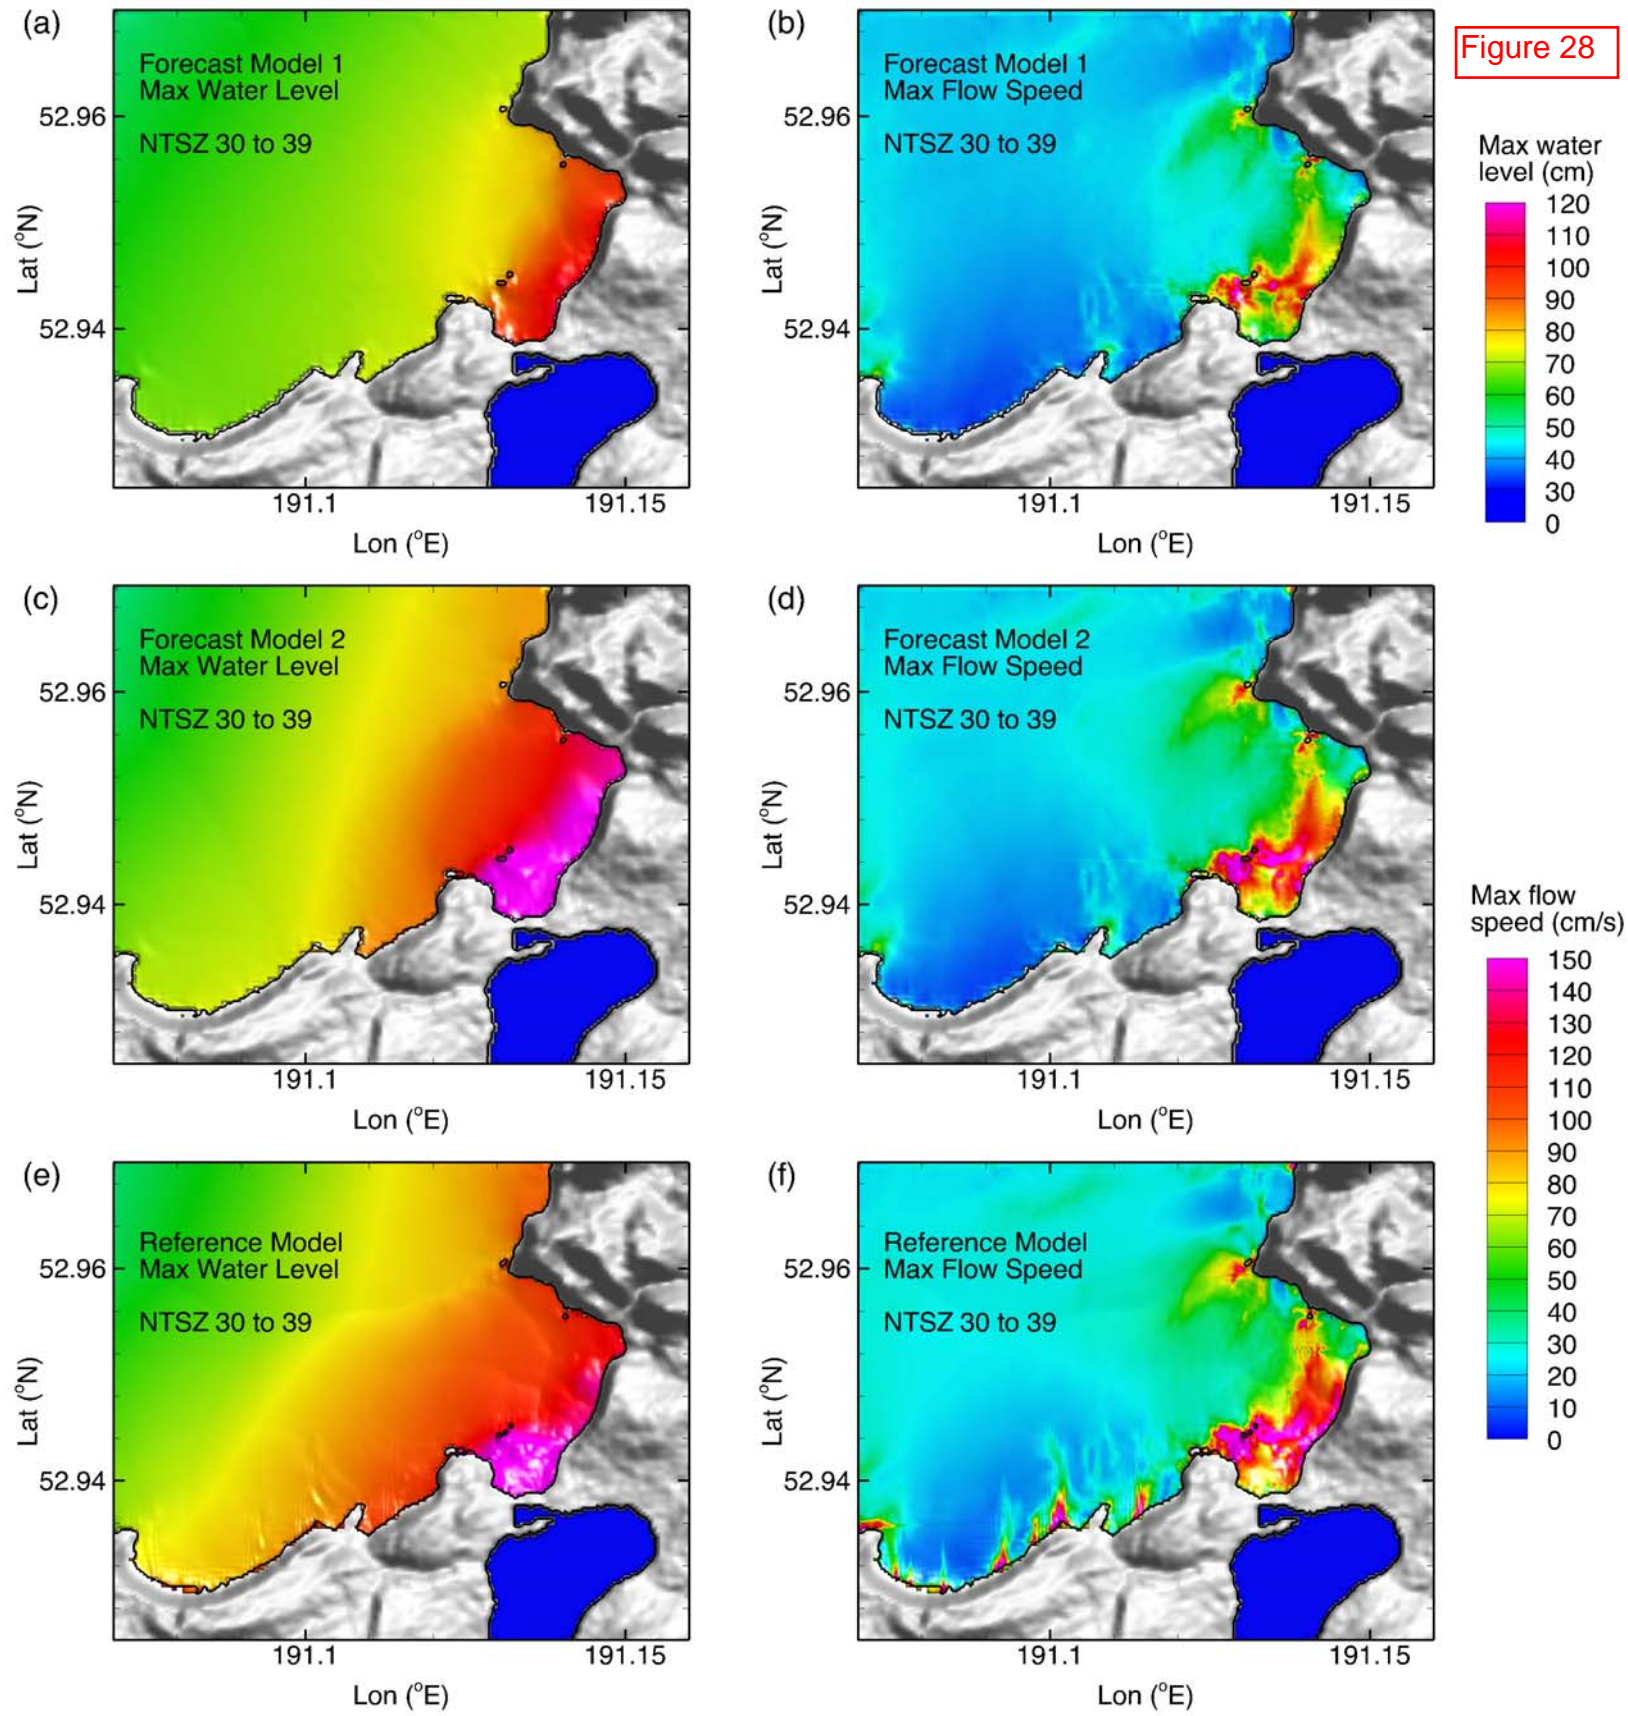 Figure 28
(a)
Forecast Model 1
Max Water Level
NTSZ 30 to 39
52.96
52.94
Lat (°N)
191.1
191.15
Lon (°E)
(b)
Forecast Model 1
Max Flow Speed
NTSZ 30 to 39
52.96
52.94
Lat (°N)
191.1
191.15
Lon (°E)
Max water
level (cm)
120
110
100
90
80
70
60
50
40
30
0
(c)
Forecast Model 2
Max Water Level
NTSZ 30 to 39
52.96
52.94
Lat (°N)
191.1
191.15
Lon (°E)
(d)
Forecast Model 2
Max Flow Speed
NTSZ 30 to 39
52.96
52.94
Lat (°N)
191.1
191.15
Lon (°E)
Max flow
speed (cm/s)
150
140
130
120
110
100
90
80
70
60
50
40
30
20
10
0
(e)
Reference Model
Max Water Level
NTSZ 30 to 39
52.96
52.94
Lat (°N)
191.1
191.15
Lon (°E)
(f)
Reference Model
Max Flow Speed
NTSZ 30 to 39
52.96
52.94
Lat (°N)
191.1
191.15
Lon (°E)